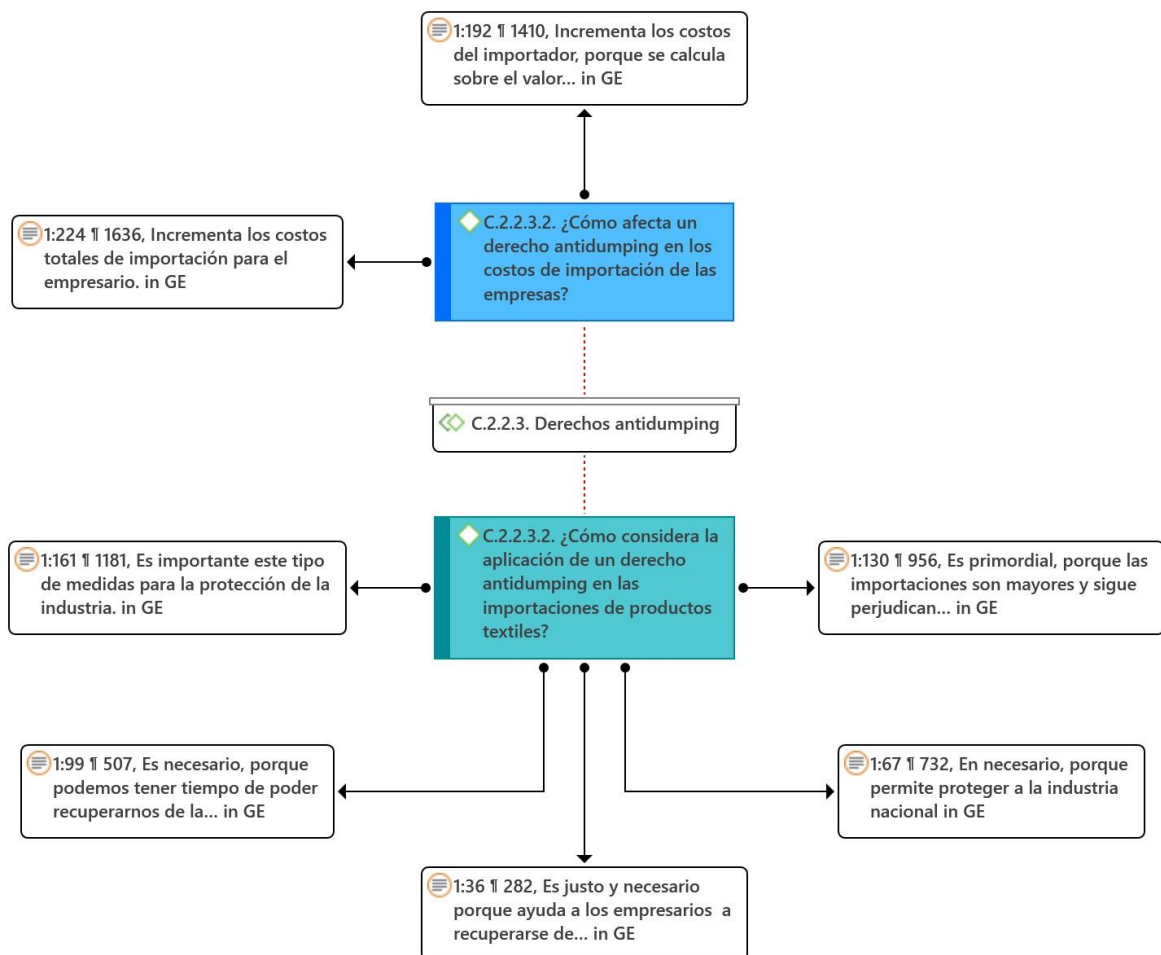 1:192 ¶ 1410, Incrementa los costos
del importador, porque se calcula
sobre el valor... in GE
C.2.2.3.2. ¿Cómo afecta un
derecho antidumping en los
costos de importación de las
empresas?
1:224 ¶ 1636, Incrementa los costos
totales de importación para el
empresario. in GE
C.2.2.3. Derechos antidumping
C.2.2.3.2. ¿Cómo considera la
aplicación de un derecho
antidumping en las
importaciones de productos
textiles?
1:161 ¶ 1181, Es importante este tipo
de medidas para la protección de la
industria. in GE
1:130 ¶ 956, Es primordial, porque las
importaciones son mayores y sigue
perjudican... in GE
1:99 ¶ 507, Es necesario, porque
podemos tener tiempo de poder
recuperarnos de la... in GE
1:67 ¶ 732, En necesario, porque
permite proteger a la industria
nacional in GE
1:36 ¶ 282, Es justo y necesario
porque ayuda a los empresarios a
recuperarse de... in GE